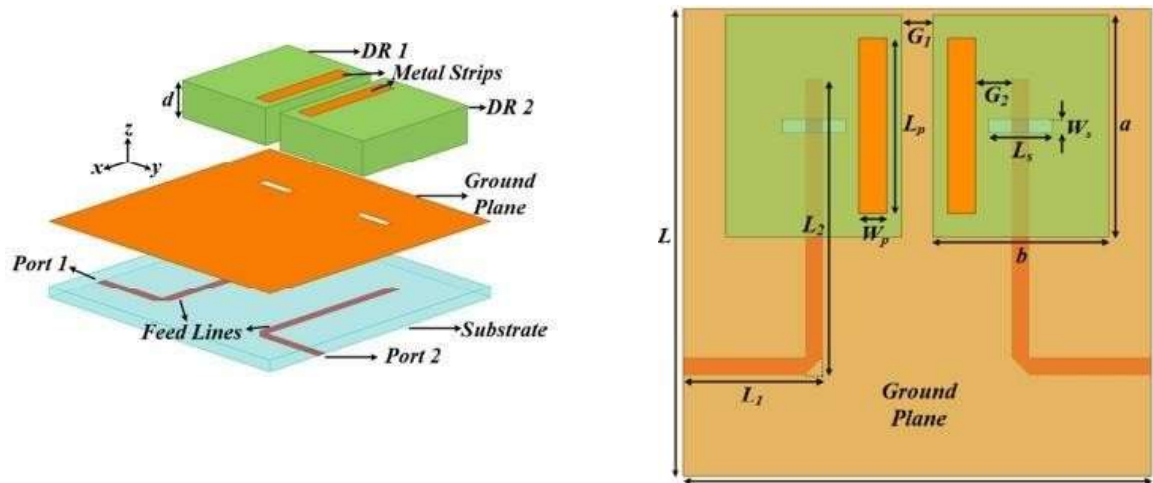 DR 1
Metal Strips
d
DR 2
z
x
y
Ground
Plane
Port 1
Feed Lines
Substrate
Port 2
G1
G2
Lp
Ws
Ls
a
L
L2
Wp
b
L1
Ground
Plane